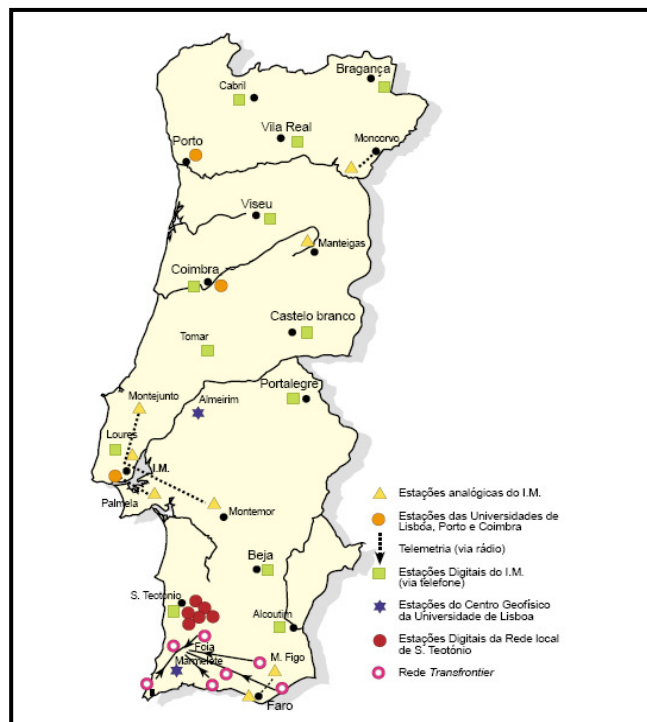 Bragança
Cabril
Vila Real
Porto
Moncorvo
Viseu
Manteigas
Coimbra
Castelo branco
Tomar
Portalegre
Montejunto
Almeirim
Loures
I.M.
Palmela
Montemor
Beja
S. Teotónio
Alcoutim
Foia
M. Figo
Marmelete
Faro
Estações analógicas do I.M.
Estações das Universidades de
Lisboa, Porto e Coimbra
Telemetria (via rádio)
Estações Digitais do I.M.
(via telefone)
Estações do Centro Geofísico
da Universidade de Lisboa
Estações Digitais da Rede local
de S. Teotónio
Rede Transfrontier